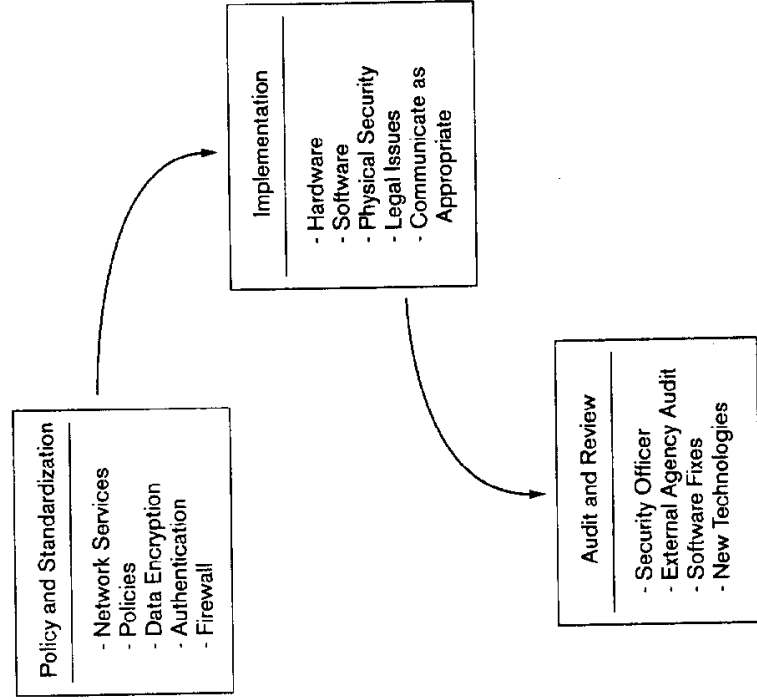 Policy and Standardization
- Network Services
- Policies
- Data Encryption
- Authentication
- Firewall
Implementation
- Hardware
- Software
- Physical Security
- Legal Issues
- Communicate as
Appropriate
Audit and Review
- Security Officer
- External Agency Audit
- Software Fixes
- New Technologies